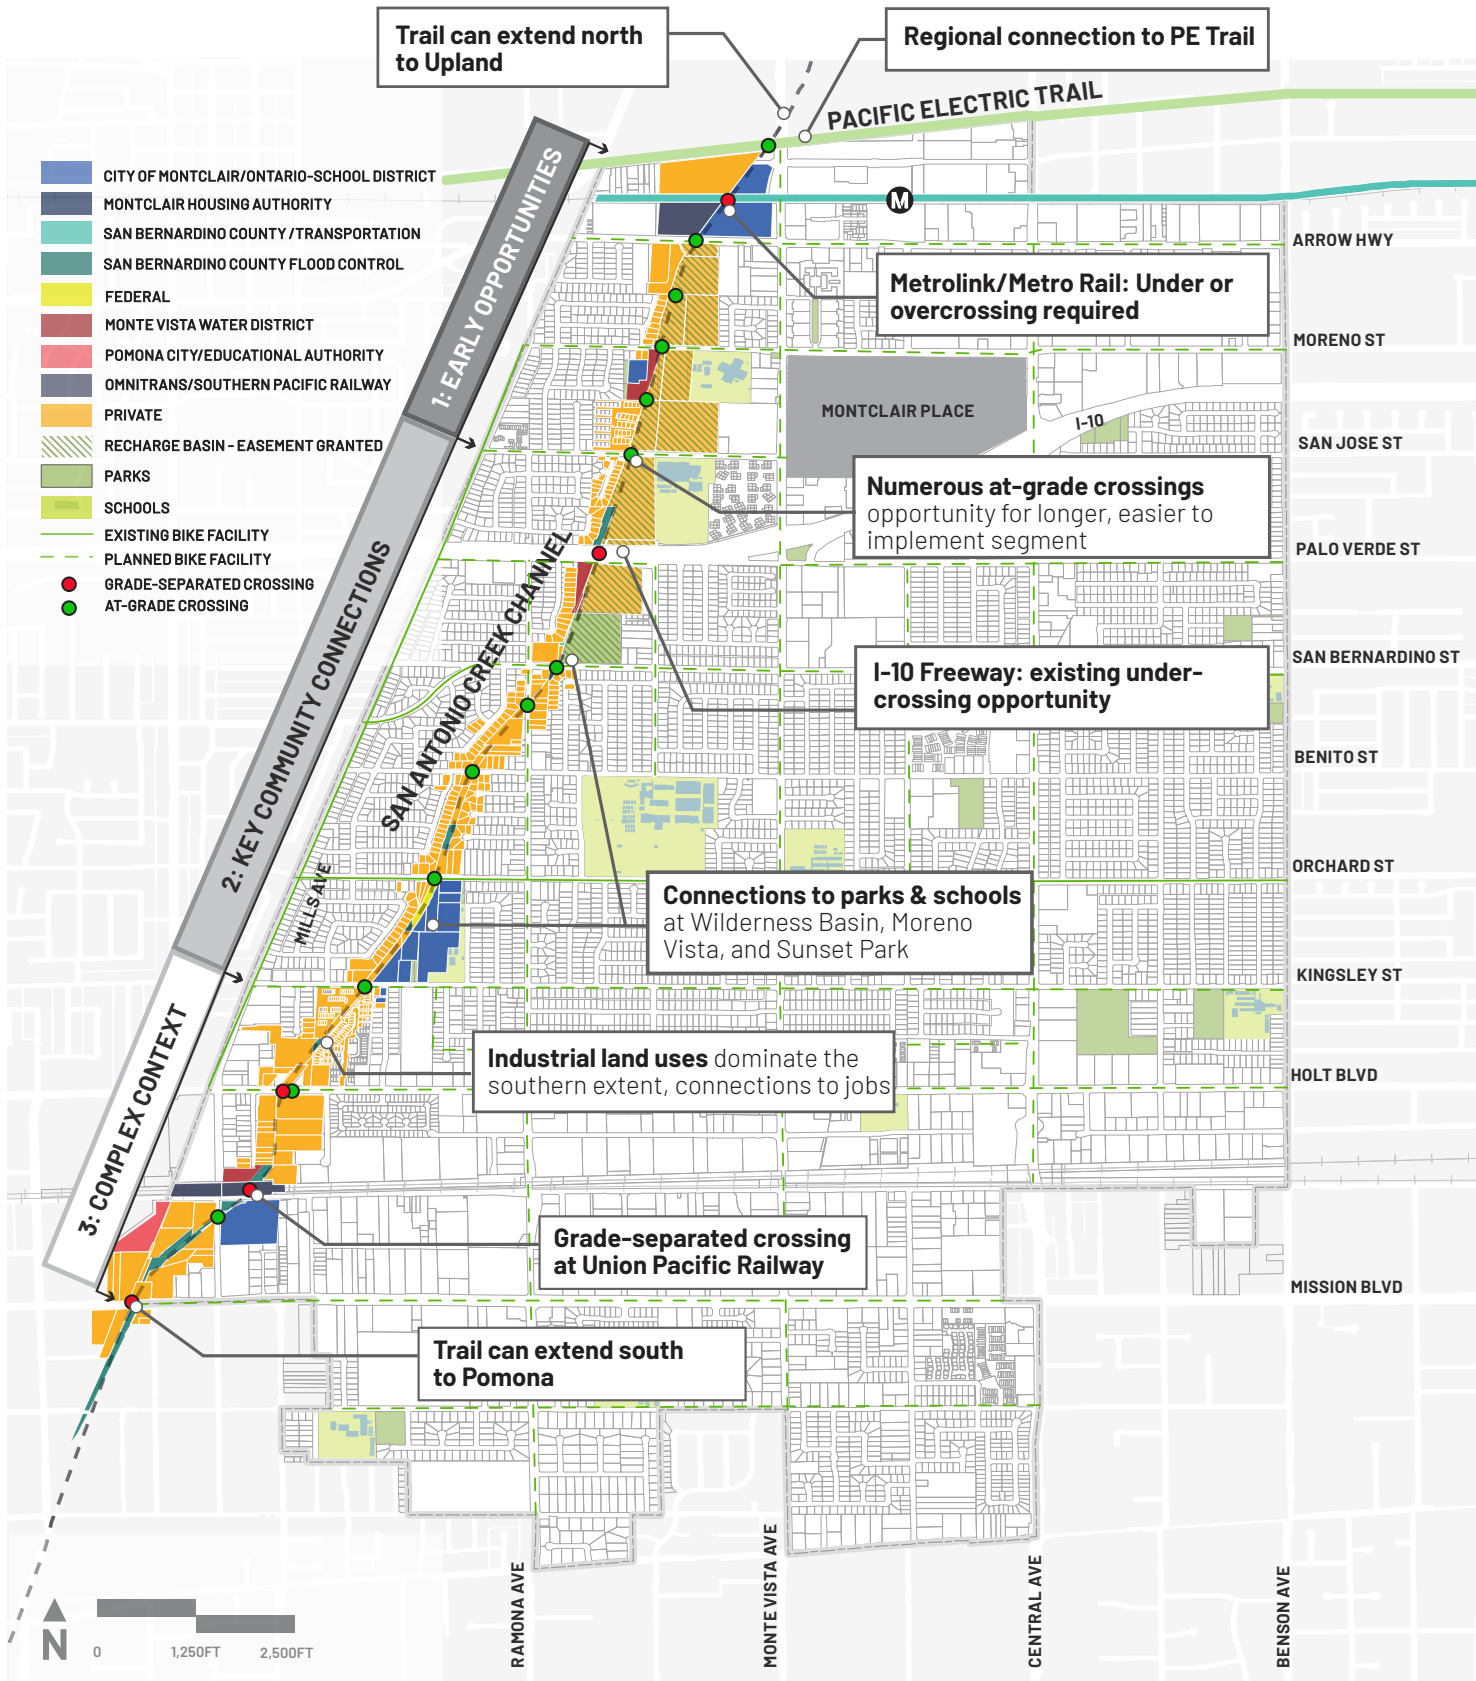 Trail can extend north
to Upland
Regional connection to PE Trail
PACIFIC ELECTRIC TRAIL
CITY OF MONTCLAIR/ONTARIO-SCHOOL DISTRICT
MONTCLAIR HOUSING AUTHORITY
SAN BERNARDINO COUNTY /TRANSPORTATION
SAN BERNARDINO COUNTY FLOOD CONTROL
FEDERAL
MONTE VISTA WATER DISTRICT
POMONA CITY/EDUCATIONAL AUTHORITY
OMNITRANS/SOUTHERN PACIFIC RAILWAY
PRIVATE
RECHARGE BASIN - EASEMENT GRANTED
PARKS
SCHOOLS
EXISTING BIKE FACILITY
PLANNED BIKE FACILITY
GRADE-SEPARATED CROSSING
AT-GRADE CROSSING
1: EARLY OPPORTUNITIES
2: KEY COMMUNITY CONNECTIONS
3: COMPLEX CONTEXT
M
ARROW HWY
Metrolink/Metro Rail: Under or
overcrossing required
MORENO ST
MONTCLAIR PLACE
I-10
SAN JOSE ST
Numerous at-grade crossings
opportunity for longer, easier to
implement segment
PALO VERDE ST
SAN ANTONIO CREEK CHANNEL
SAN BERNARDINO ST
I-10 Freeway: existing under-
crossing opportunity
BENITO ST
ORCHARD ST
MILLS AVE
Connections to parks & schools
at Wilderness Basin, Moreno
Vista, and Sunset Park
KINGSLEY ST
Industrial land uses dominate the
southern extent, connections to jobs
HOLT BLVD
Grade-separated crossing
at Union Pacific Railway
MISSION BLVD
Trail can extend south
to Pomona
RAMONA AVE
MONTE VISTA AVE
CENTRAL AVE
BENSON AVE
N
0
1,250FT
2,500FT